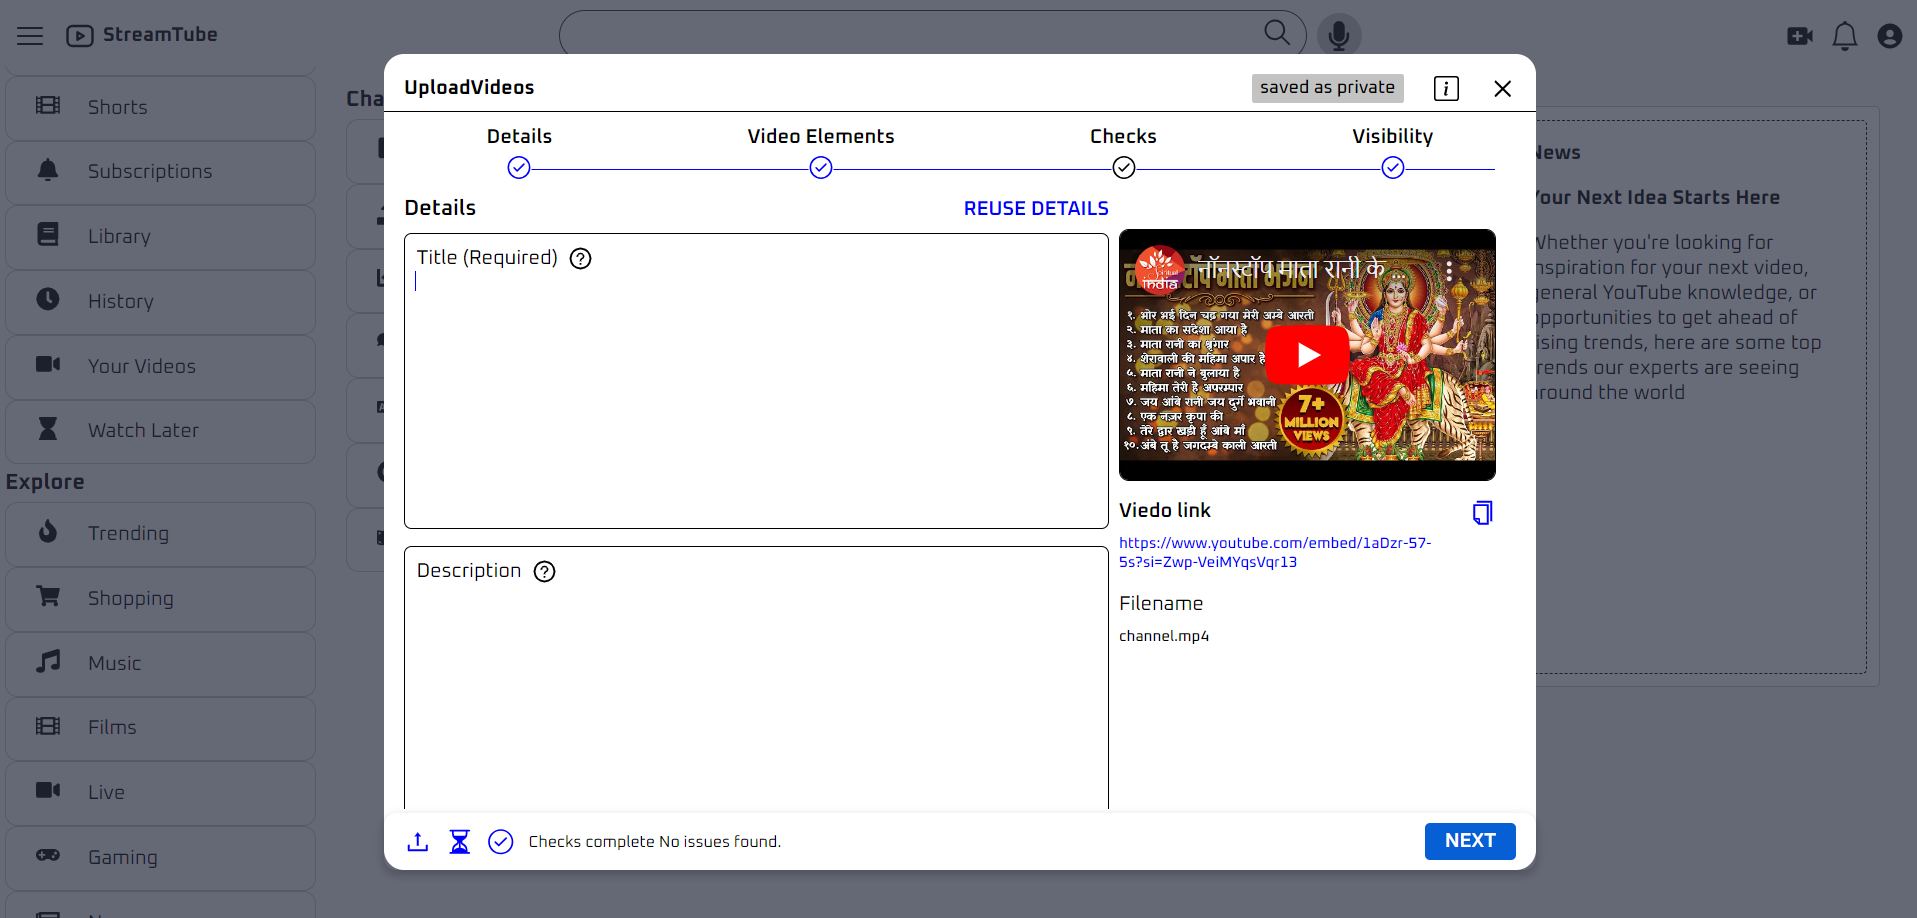 StreamTube
Shorts
Subscriptions
Library
History
Your Videos
Watch Later
Explore
Trending
Shopping
Music
Films
Live
Gaming
Cha
UploadVideos
saved as private
Details
Video Elements
Checks
Visibility
Details
REUSE DETAILS
Title (Required)
Description
नॉनस्टॉप माता रानी के ...
india
१. भोर भई दिन चढ़ गया मेरी अम्बे आरती
२. माता का संदेशा आया है
३. माता रानी का श्रृंगार
४. शेरावाली की महिमा अपार है
५. माता रानी ने बुलाया है
६. महिमा तेरी है अपरम्पार
७. जय आंबे रानी जय दुर्गे भवानी
८. एक नज़र कृपा की
९. तेरे द्वार खड़ी हूँ आंबे माँ
१०. अंबे तू है जगदम्बे काली आरती
7+
MILLION
VIEWS
Viedo link
https://www.youtube.com/embed/1aDzr-57-
5s?si=Zwp-VeiMYqsVqr13
Filename
channel.mp4
Checks complete No issues found.
NEXT
News
Your Next Idea Starts Here
Whether you're looking for
inspiration for your next video,
general YouTube knowledge, or
opportunities to get ahead of
rising trends, here are some top
trends our experts are seeing
around the world